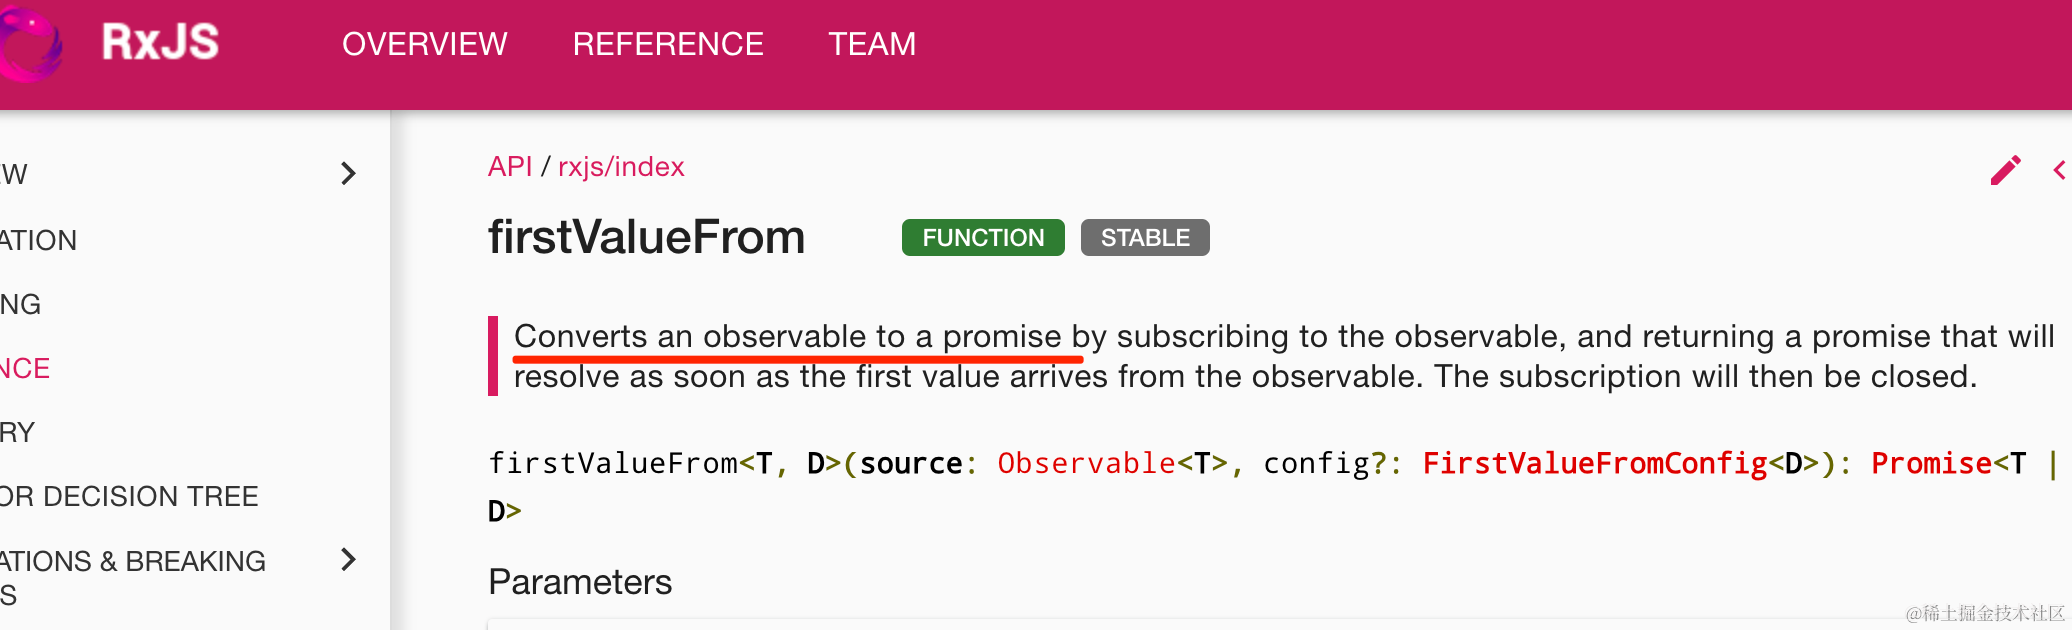 RxJS OVERVIEW REFERENCE TEAM
EW
ATION
NG
NCE
RY
OR DECISION TREE
ATIONS & BREAKING
S
API / rxjs/index
firstValueFrom FUNCTION STABLE
Converts an observable to a promise by subscribing to the observable, and returning a promise that will
resolve as soon as the first value arrives from the observable. The subscription will then be closed.
firstValueFrom<T, D>(source: Observable<T>, config?: FirstValueFromConfig<D>): Promise<T |
D>
Parameters
@稀土掘金技术社区